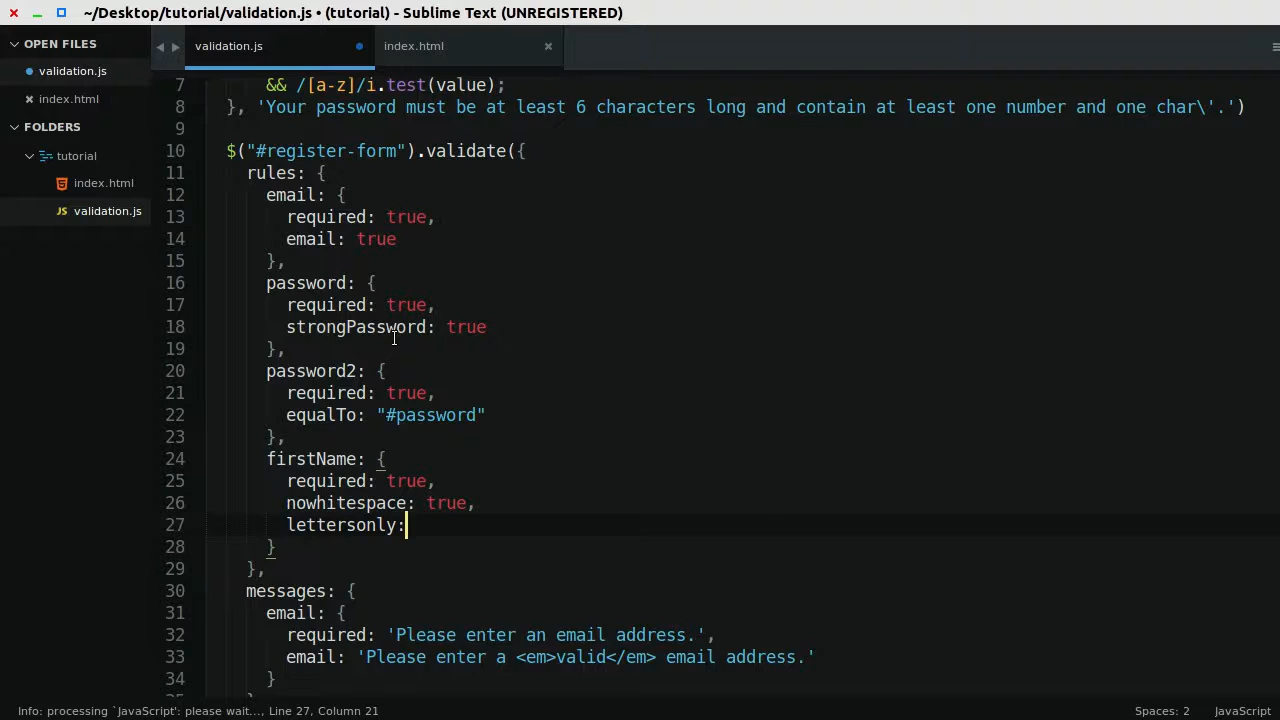 ~/Desktop/tutorial/validation.js • (tutorial) - Sublime Text (UNREGISTERED)
OPEN FILES
validation.js
index.html
FOLDERS
tutorial
index.html
JS validation.js
validation.js
index.html
7 && /[a-z]/i.test(value);
8 }, 'Your password must be at least 6 characters long and contain at least one number and one char\'.')
9
10 $("#register-form").validate({
11 rules: {
12 email: {
13 required: true,
14 email: true
15 },
16 password: {
17 required: true,
18 strongPassword: true
19 },
20 password2: {
21 required: true,
22 equalTo: "#password"
23 },
24 firstName: {
25 required: true,
26 nowhitespace: true,
27 lettersonly:
28 }
29 },
30 messages: {
31 email: {
32 required: 'Please enter an email address.',
33 email: 'Please enter a <em>valid</em> email address.'
34 }
Info: processing `JavaScript': please wait..., Line 27, Column 21
Spaces: 2
JavaScript